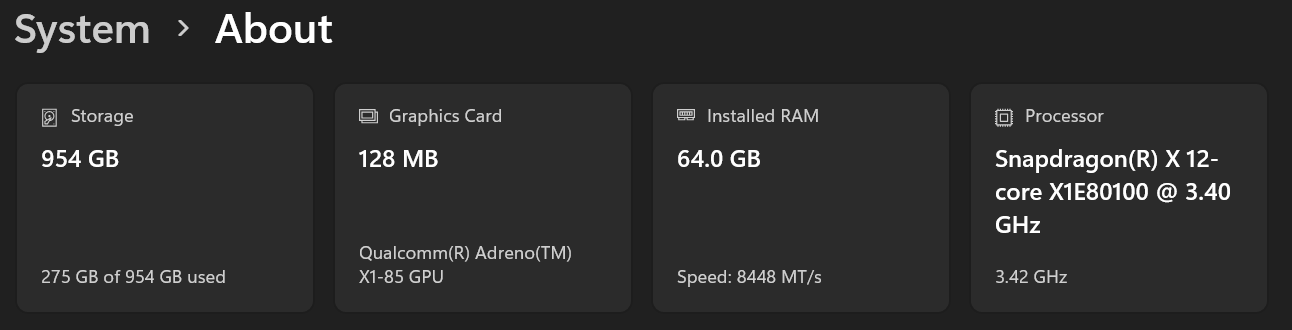 System > About
Storage
954 GB
275 GB of 954 GB used
Graphics Card
128 MB
Qualcomm(R) Adreno(TM)
X1-85 GPU
Installed RAM
64.0 GB
Speed: 8448 MT/s
Processor
Snapdragon(R) X 12-
core X1E80100 @ 3.40
GHz
3.42 GHz